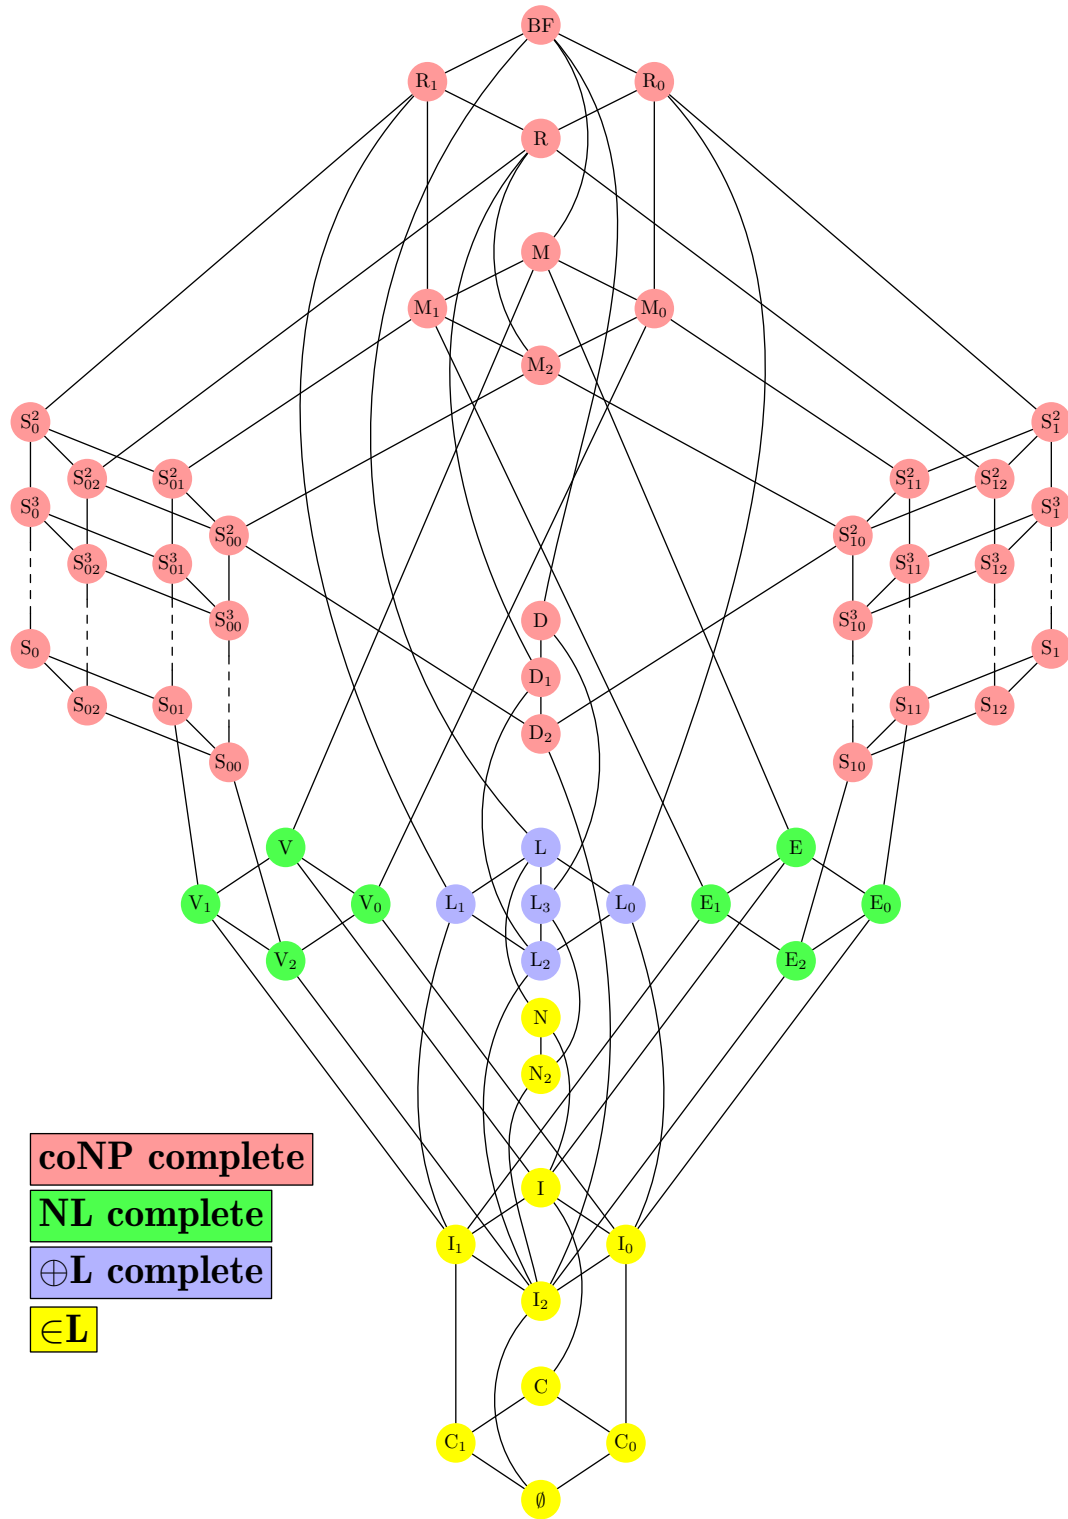 BF
R₁ R₀
R
M
M₁ M₀
M₂
S₀² S₁²
S₀₂² S₀₁² S₁₁² S₁₂²
S₀³ S₁³
S₀₀² S₁₀²
S₀₂³ S₀₁³ S₁₁³ S₁₂³
S₀₀³ D S₁₀³
S₀ S₁
D₁
S₀₂ S₀₁ S₁₁ S₁₂
D₂
S₀₀ S₁₀
V L E
V₁ V₀ L₁ L₃ L₀ E₁ E₀
V₂ L₂ E₂
N
N₂
coNP complete
I
NL complete
I₁ I₀
⊕L complete
I₂
∈L
C
C₁ C₀
∅